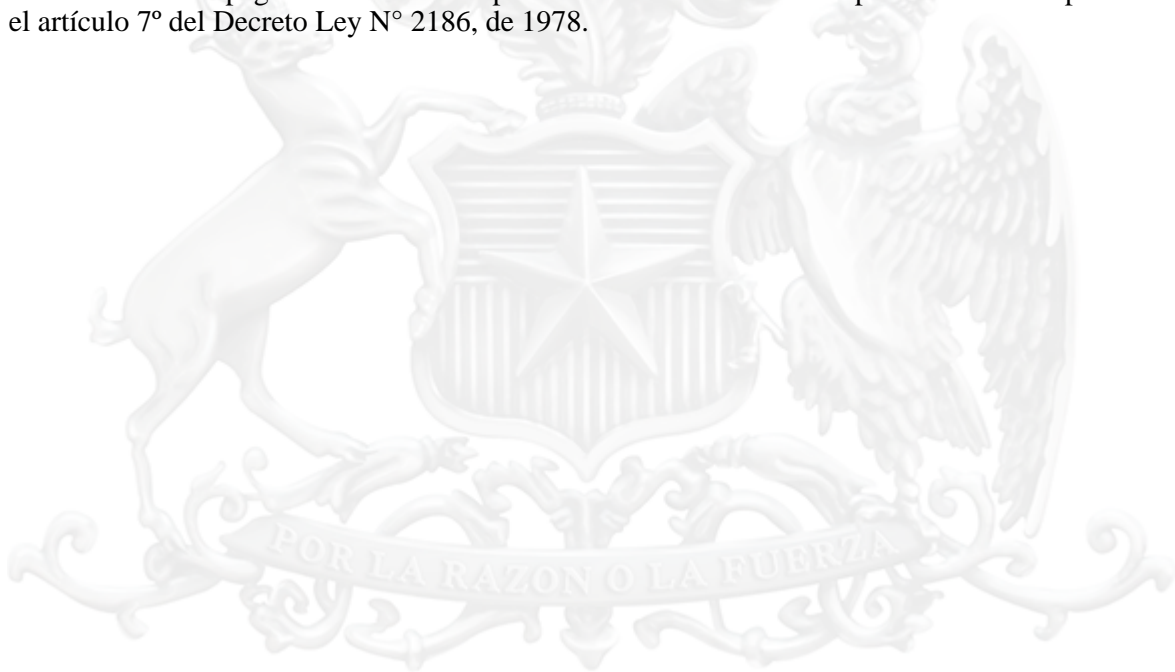 el artículo 7º del Decreto Ley N° 2186, de 1978.
POR LA RAZON O LA FUERZA